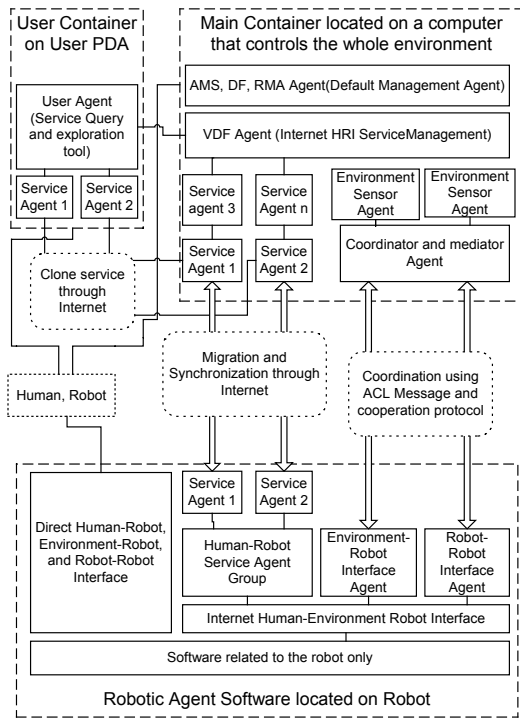 User Container
on User PDA
Main Container located on a computer
that controls the whole environment
AMS, DF, RMA Agent(Default Management Agent)
User Agent
(Service Query
and exploration
tool)
VDF Agent (Internet HRI ServiceManagement)
Service
Agent 1
Service
Agent 2
Service
agent 3
Service
Agent n
Environment
Sensor
Agent
Environment
Sensor
Agent
Service
Agent 1
Service
Agent 2
Coordinator and mediator
Agent
Clone service
through
Internet
Migration and
Synchronization through
Internet
Coordination using
ACL Message and
cooperation protocol
Human, Robot
Service
Agent 1
Service
Agent 2
Direct Human-Robot,
Environment-Robot,
and Robot-Robot
Interface
Human-Robot
Service Agent
Group
Environment-
Robot
Interface
Agent
Robot-
Robot
Interface
Agent
Internet Human-Environment Robot Interface
Software related to the robot only
Robotic Agent Software located on Robot